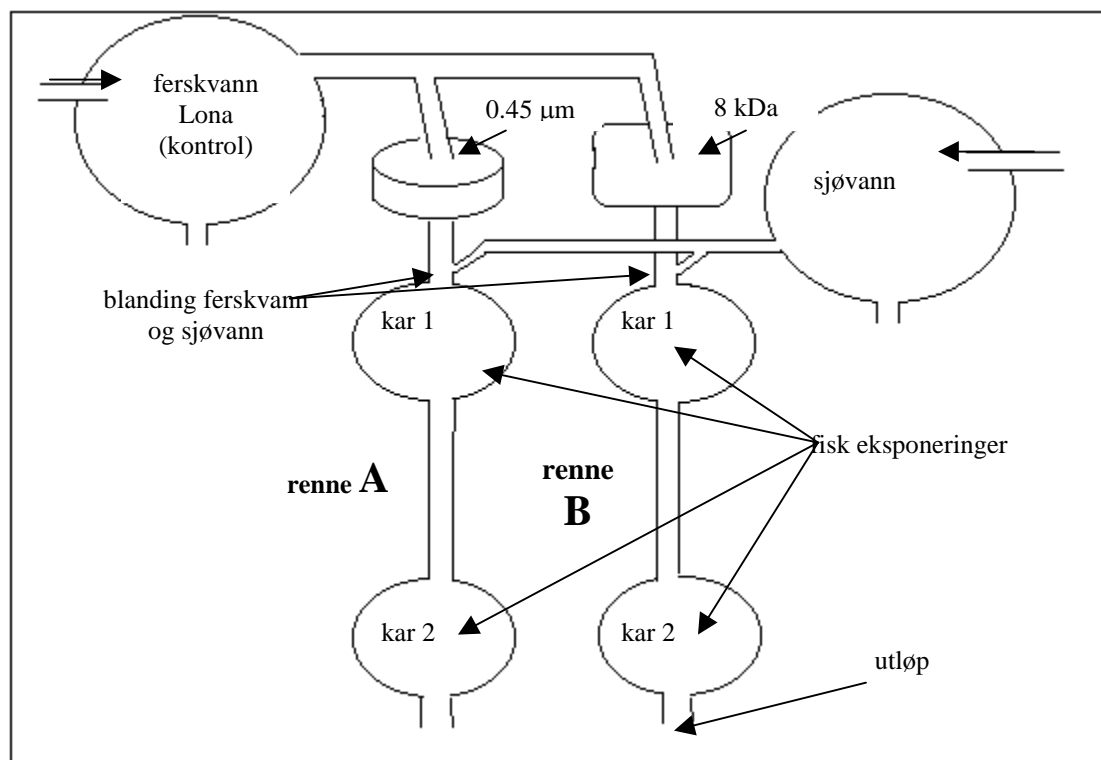 ferskvann
Lona
(kontrol)
0.45 µm
8 kDa
sjøvann
blanding ferskvann
og sjøvann
kar 1
kar 1
fisk eksponeringer
renne A
renne
B
kar 2
kar 2
utløp